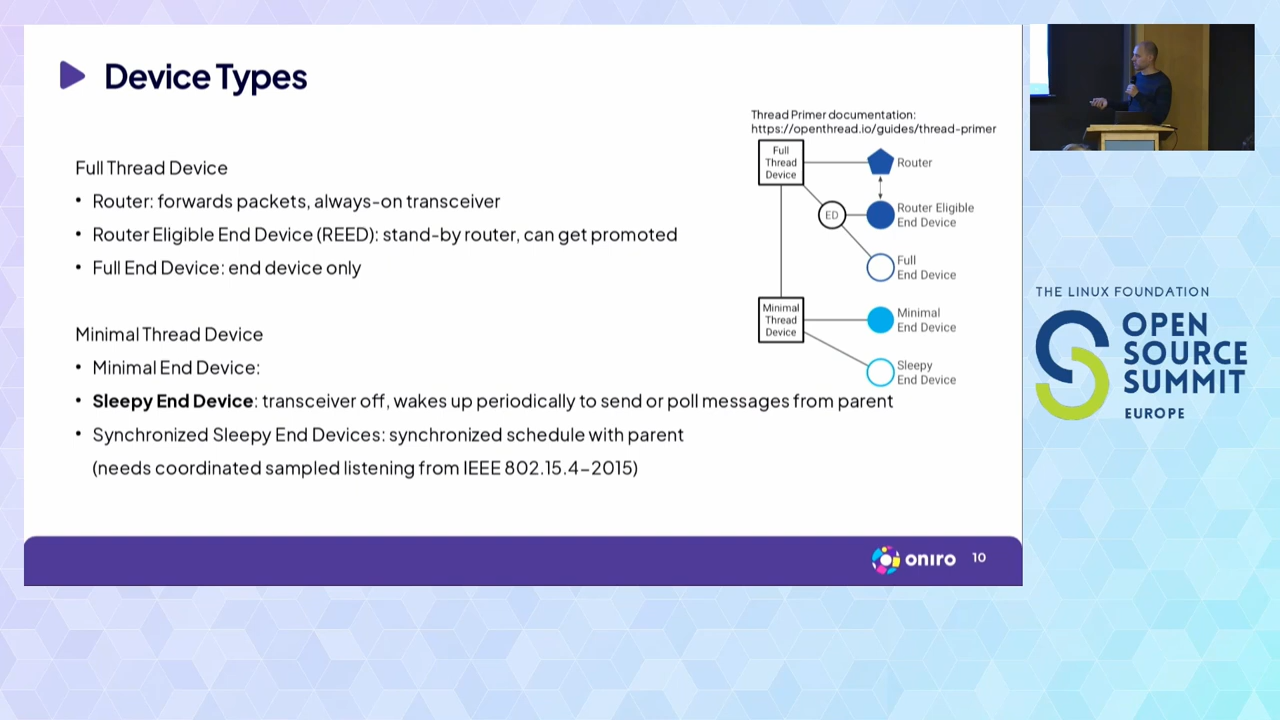 Device Types
Thread Primer documentation:
https://openthread.io/guides/thread-primer
Full Thread Device
• Router: forwards packets, always-on transceiver
• Router Eligible End Device (REED): stand-by router, can get promoted
• Full End Device: end device only
Minimal Thread Device
• Minimal End Device:
• Sleepy End Device: transceiver off, wakes up periodically to send or poll messages from parent
• Synchronized Sleepy End Devices: synchronized schedule with parent
(needs coordinated sampled listening from IEEE 802.15.4-2015)
Full
Thread
Device
Router
ED
Router Eligible
End Device
Full
End Device
Minimal
Thread
Device
Minimal
End Device
Sleepy
End Device
oniro
10
THE LINUX FOUNDATION
OPEN
SOURCE
SUMMIT
EUROPE